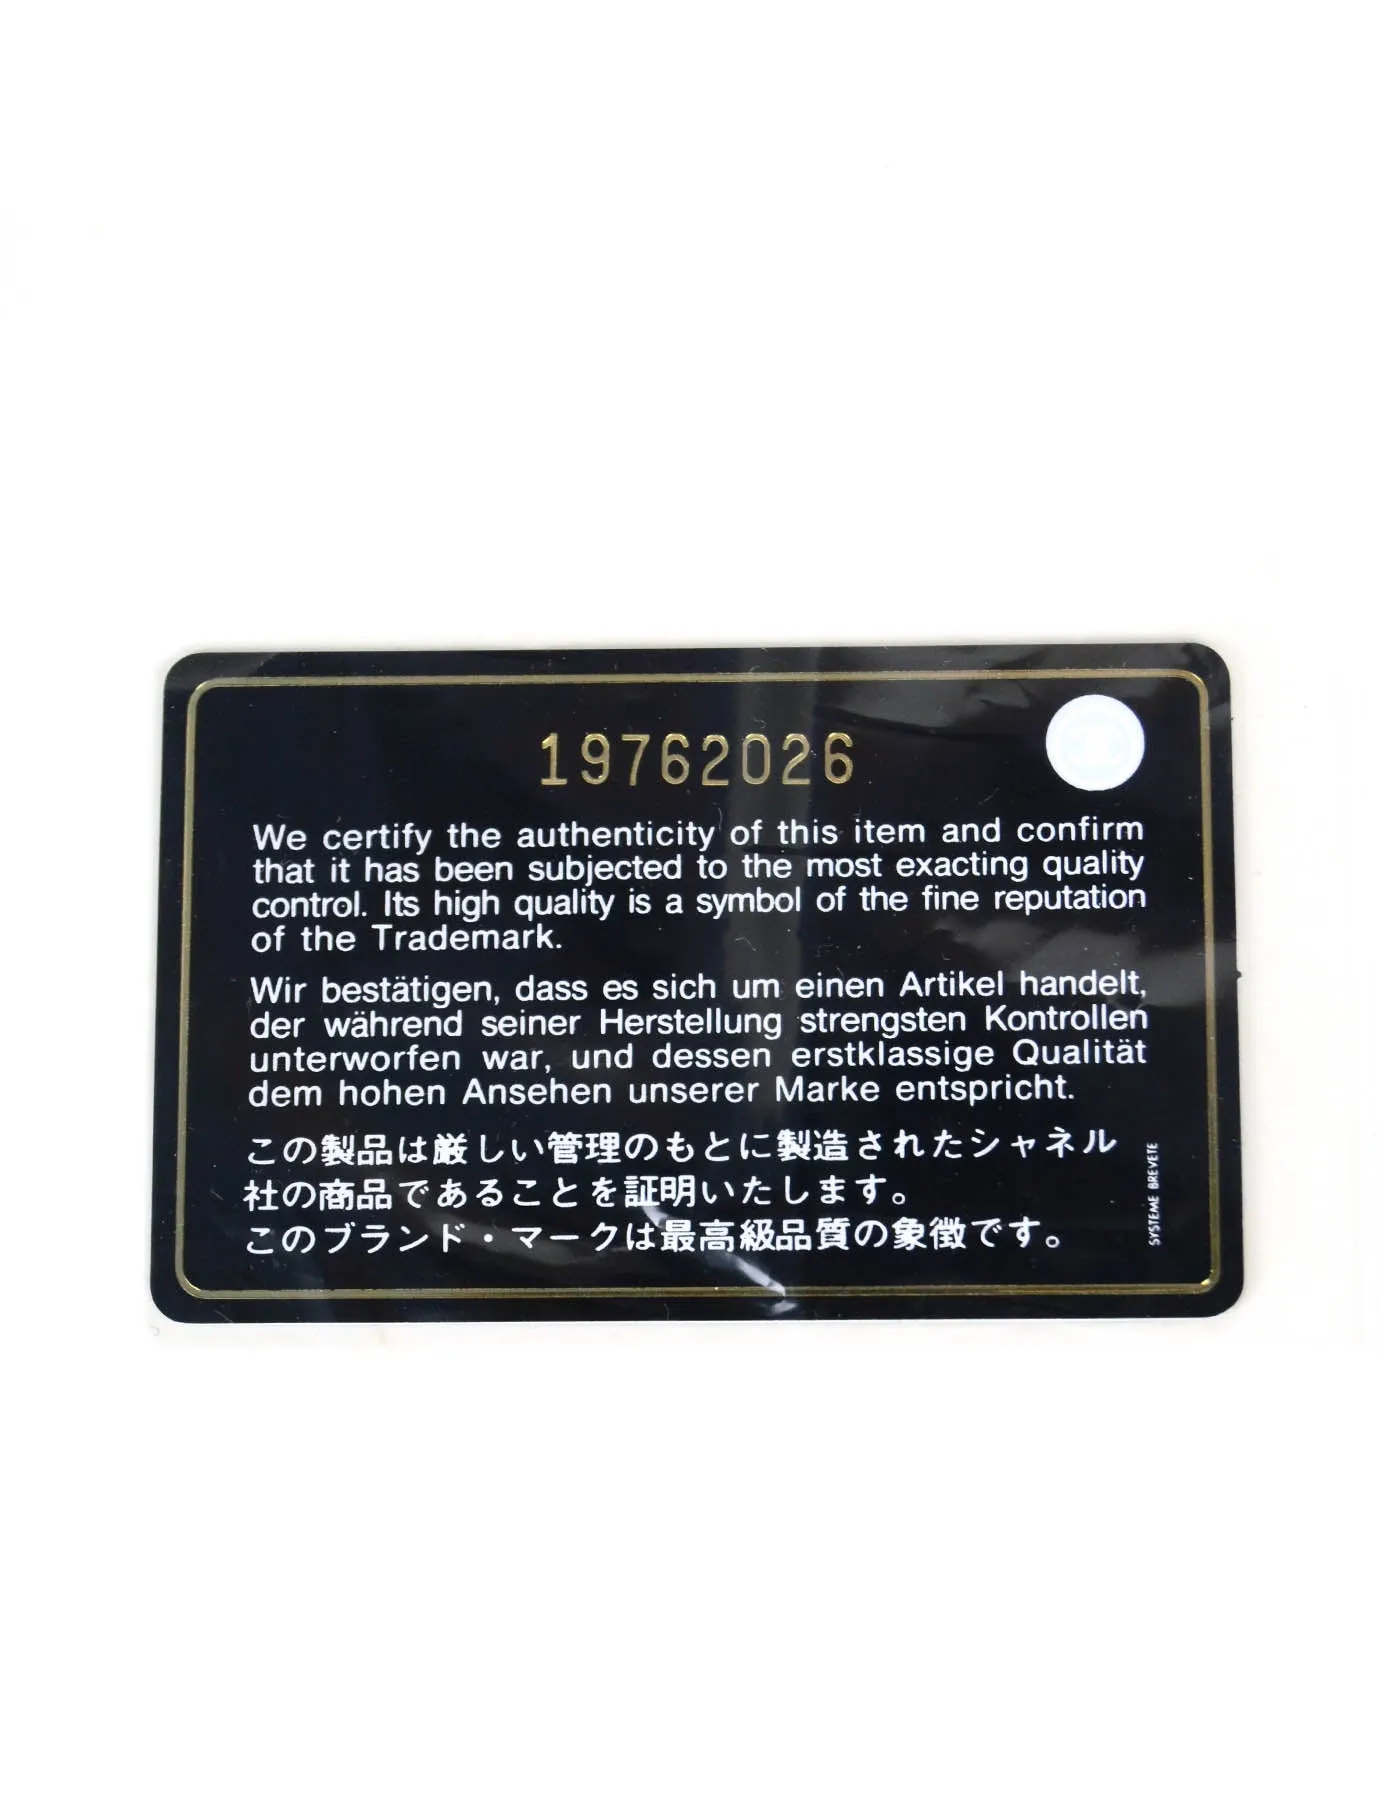 19762026
We certify the authenticity of this item and confirm
that it has been subjected to the most exacting quality
control. Its high quality is a symbol of the fine reputation
of the Trademark.
Wir bestätigen, dass es sich um einen Artikel handelt,
der während seiner Herstellung strengsten Kontrollen
unterworfen war, und dessen erstklassige Qualität
dem hohen Ansehen unserer Marke entspricht.
この製品は厳しい管理のもとに製造されたシャネル
社の商品であることを証明いたします。
このブランド・マークは最高級品質の象徴です。
SYSTEME BREVETE